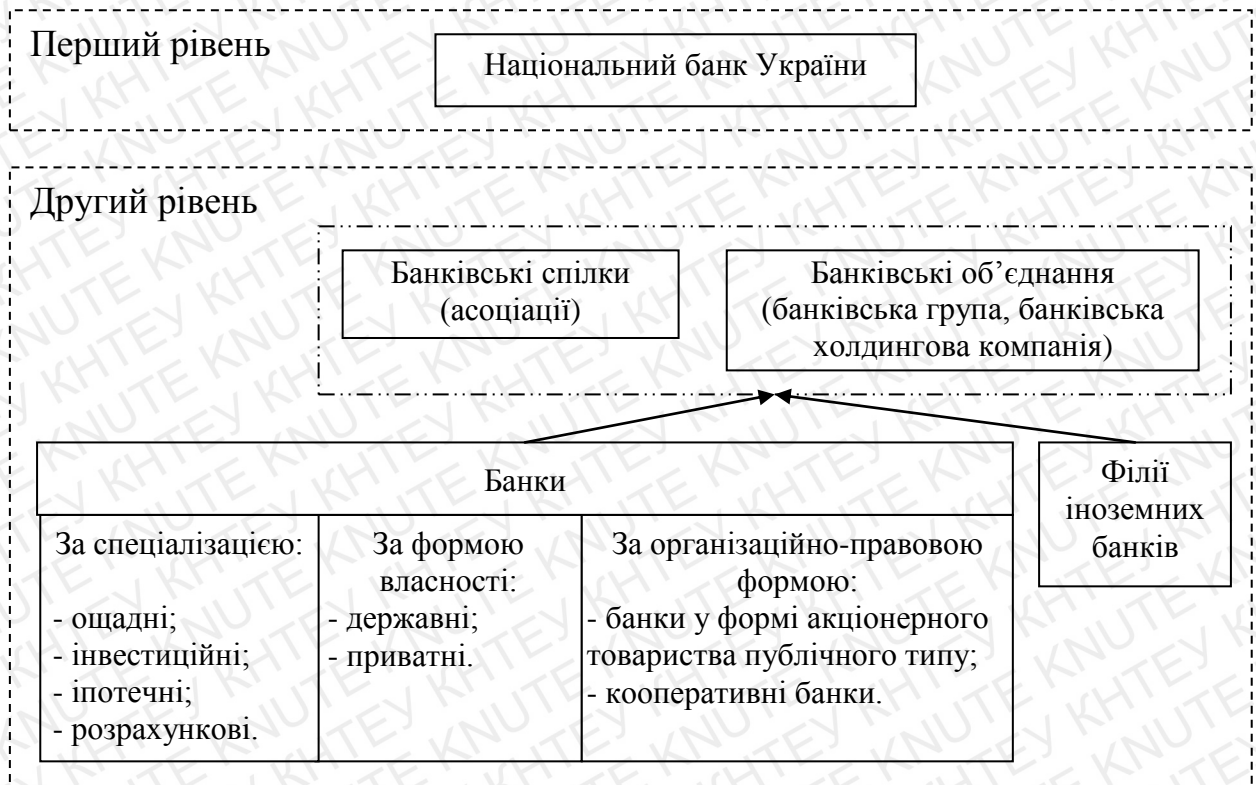 Перший рівень
Національний банк України
Другий рівень
Банківські спілки
(асоціації)
Банківські об’єднання
(банківська група, банківська
холдингова компанія)
Банки
Філії
іноземних
банків
За спеціалізацією:
- ощадні;
- інвестиційні;
- іпотечні;
- розрахункові.
За формою
власності:
- державні;
- приватні.
За організаційно-правовою
формою:
- банки у формі акціонерного
товариства публічного типу;
- кооперативні банки.